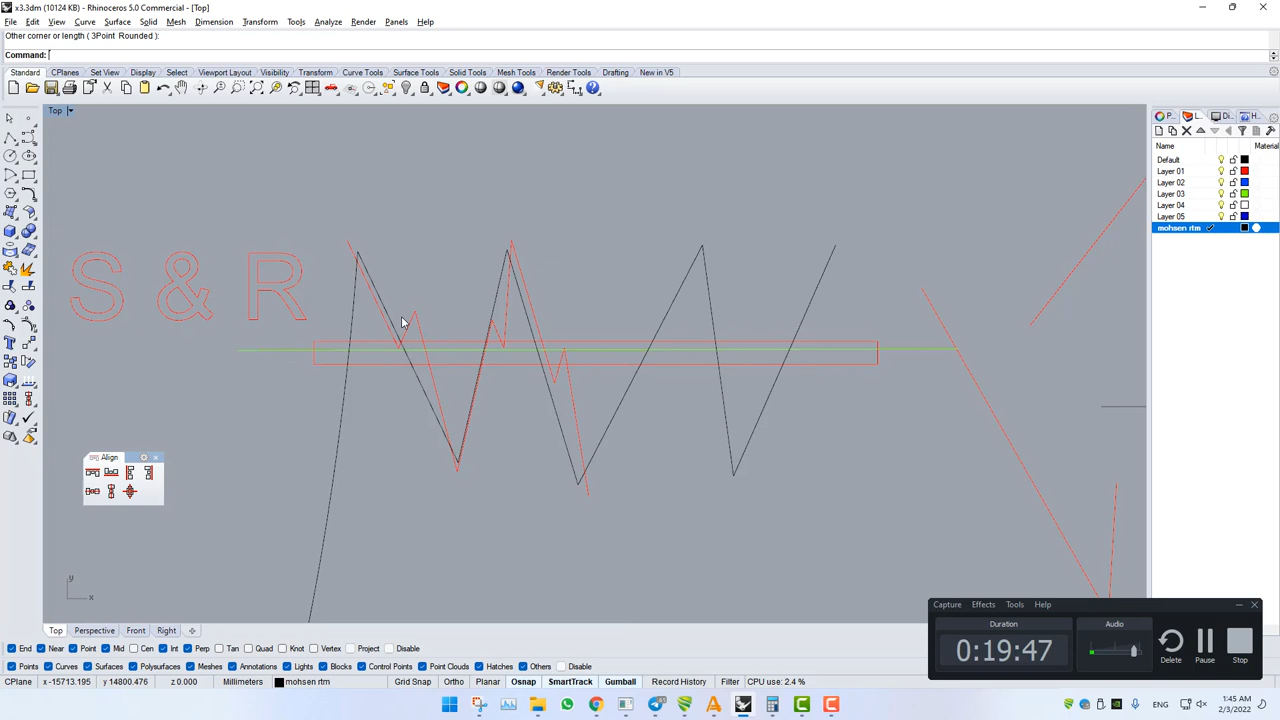 x3.3dm (10124 KB) - Rhinoceros 5.0 Commercial - [Top]
File Edit View Curve Surface Solid Mesh Dimension Transform Tools Analyze Render Panels Help
Other corner or length ( 3Point Rounded ):
Command:
Standard CPlanes Set View Display Select Viewport Layout Visibility Transform Curve Tools Surface Tools Solid Tools Mesh Tools Render Tools Drafting New in V5
Top
P... L... Di... H...
Name Material
Default
Layer 01
Layer 02
Layer 03
Layer 04
Layer 05
mohsen rtm
S & R
Align
y
x
Capture Effects Tools Help
Duration Audio
0:19:47
Delete Pause Stop
Top Perspective Front Right
End Near Point Mid Cen Int Perp Tan Quad Knot Vertex Project Disable
Points Curves Surfaces Polysurfaces Meshes Annotations Lights Blocks Control Points Point Clouds Hatches Others Disable
CPlane x -15713.195 y 14800.476 z 0.000 Millimeters mohsen rtm Grid Snap Ortho Planar Osnap SmartTrack Gumball Record History Filter CPU use: 2.4 %
ENG 1:45 AM
2/3/2022